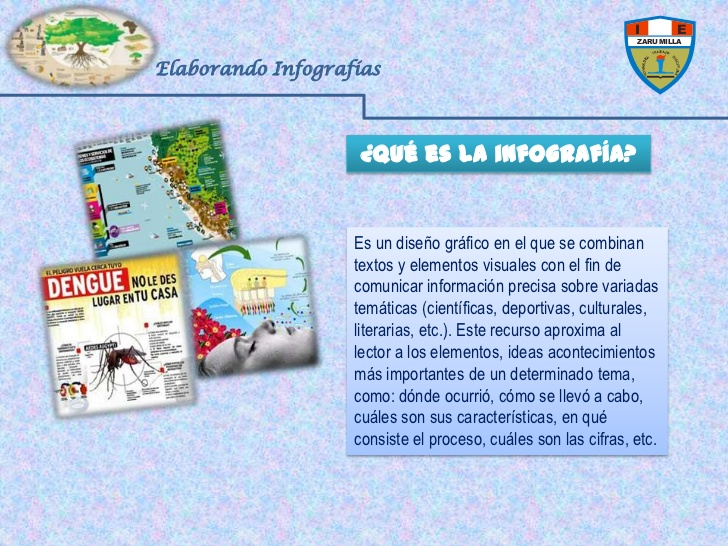 I E
ZARUMILLA
Elaborando Infografías
¿QUÉ ES LA INFOGRAFÍA?
Es un diseño gráfico en el que se combinan
textos y elementos visuales con el fin de
comunicar información precisa sobre variadas
temáticas (científicas, deportivas, culturales,
literarias, etc.). Este recurso aproxima al
lector a los elementos, ideas acontecimientos
más importantes de un determinado tema,
como: dónde ocurrió, cómo se llevó a cabo,
cuáles son sus características, en qué
consiste el proceso, cuáles son las cifras, etc.
EL PELIGRO VUELA CERCA TUYO
DENGUE NO LE DES
LUGAR EN TU CASA
AEDES AEGYPTI